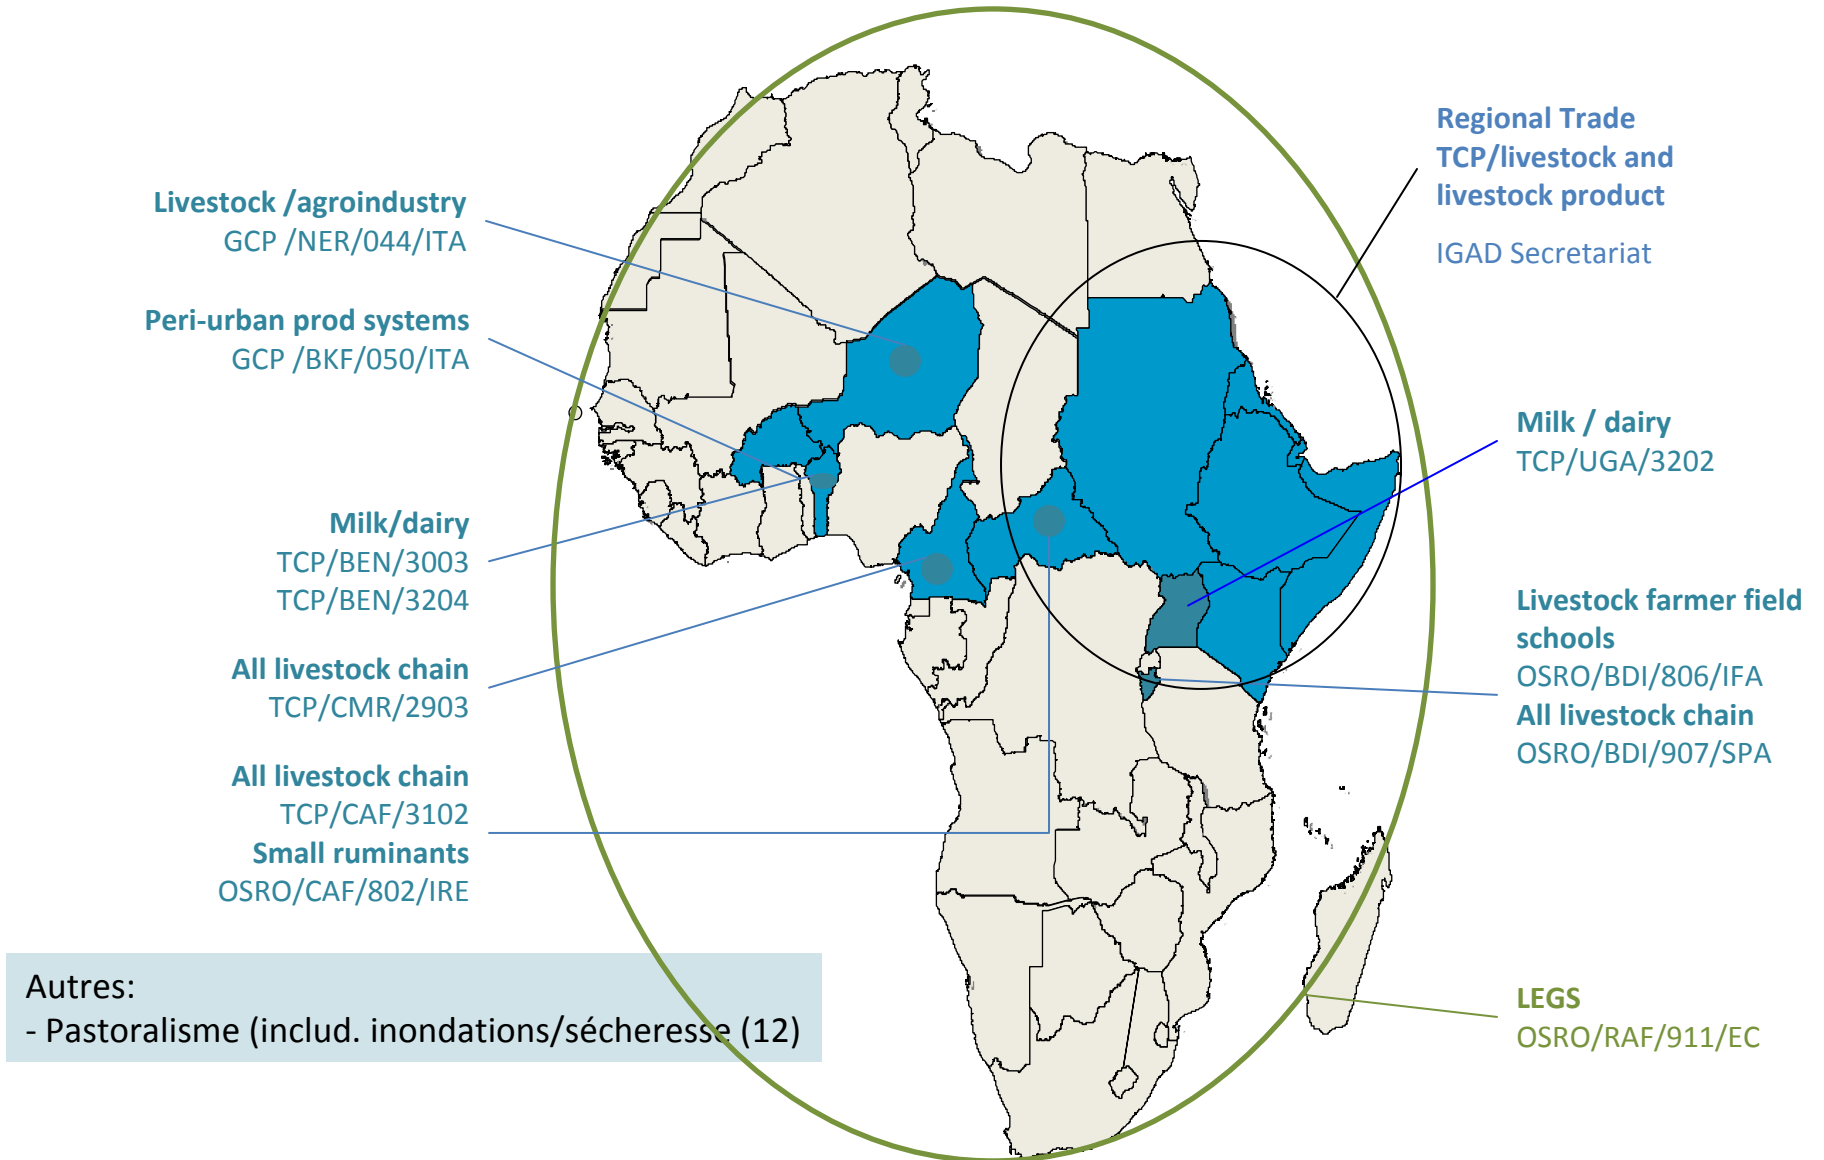 Livestock /agroindustry
GCP /NER/044/ITA
Peri-urban prod systems
GCP /BKF/050/ITA
Milk/dairy
TCP/BEN/3003
TCP/BEN/3204
All livestock chain
TCP/CMR/2903
All livestock chain
TCP/CAF/3102
Small ruminants
OSRO/CAF/802/IRE
Autres:
- Pastoralisme (includ. inondations/sécheresse (12)
Regional Trade
TCP/livestock and
livestock product
IGAD Secretariat
Milk / dairy
TCP/UGA/3202
Livestock farmer field
schools
OSRO/BDI/806/IFA
All livestock chain
OSRO/BDI/907/SPA
LEGS
OSRO/RAF/911/EC